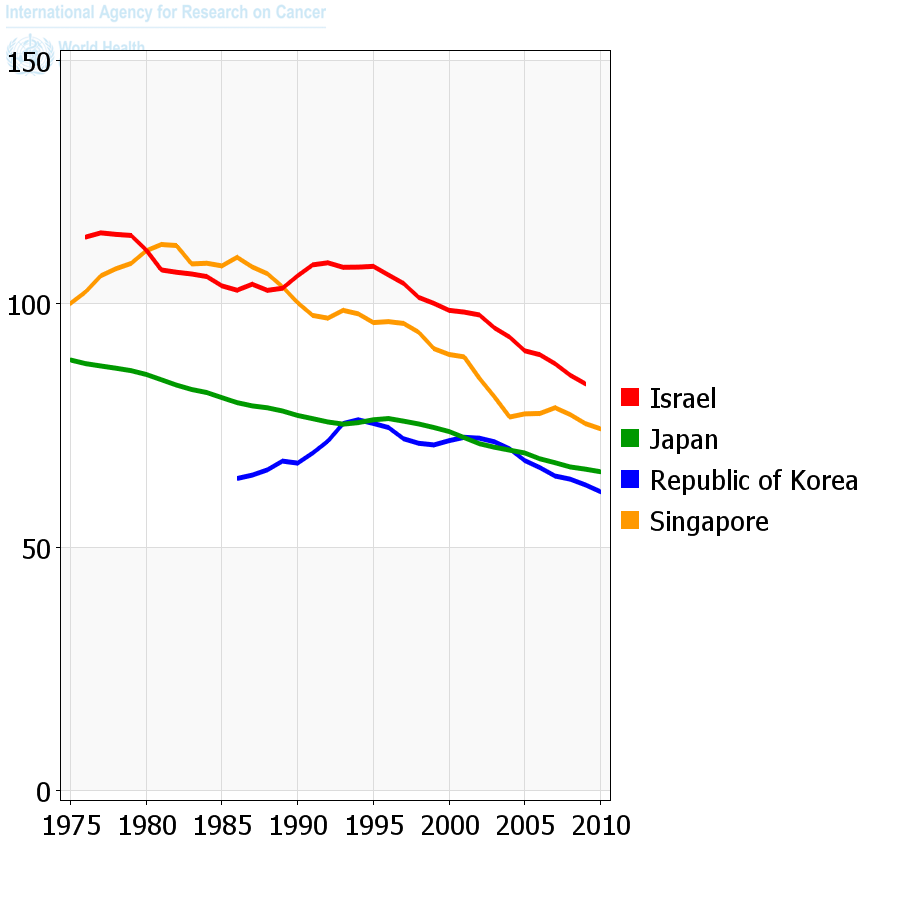 International Agency for Research on Cancer
World Health
150
100
50
0
1975 1980 1985 1990 1995 2000 2005 2010
Israel
Japan
Republic of Korea
Singapore